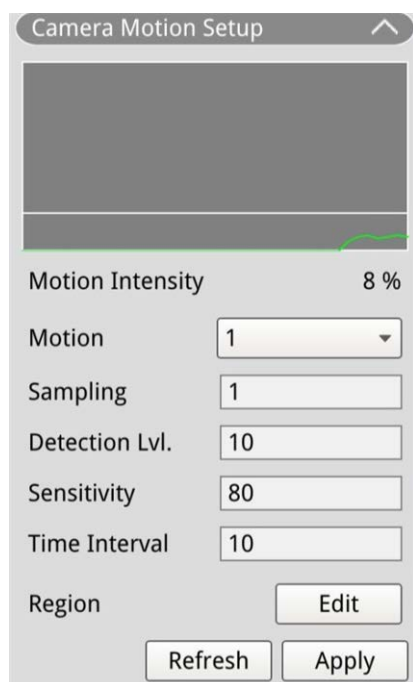 Camera Motion Setup
Motion Intensity 8 %
Motion 1
Sampling 1
Detection Lvl. 10
Sensitivity 80
Time Interval 10
Region Edit
Refresh Apply